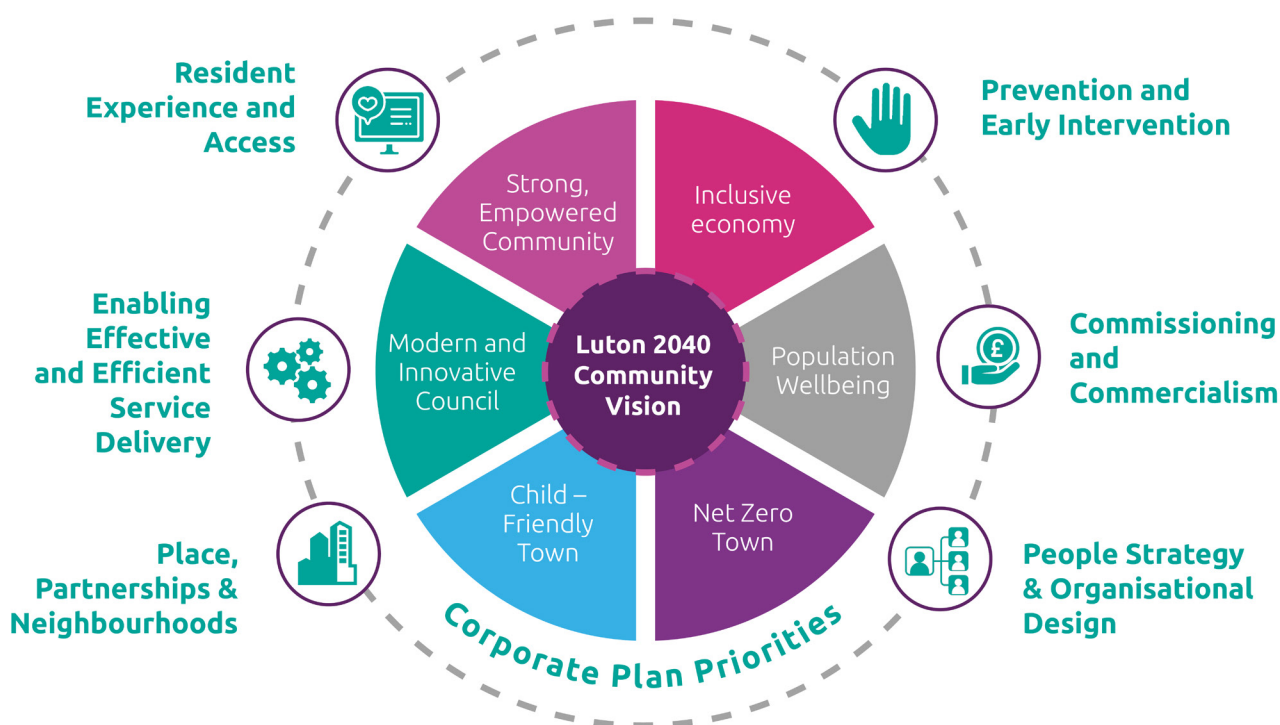 Resident
Experience and
Access
Prevention and
Early Intervention
Strong,
Empowered
Community
Inclusive
economy
Enabling
Effective
and Efficient
Service
Delivery
Modern and
Innovative
Council
Luton 2040
Community
Vision
Population
Wellbeing
£
Commissioning
and
Commercialism
Child –
Friendly
Town
Net Zero
Town
Place,
Partnerships &
Neighbourhoods
People Strategy
& Organisational
Design
Corporate Plan Priorities